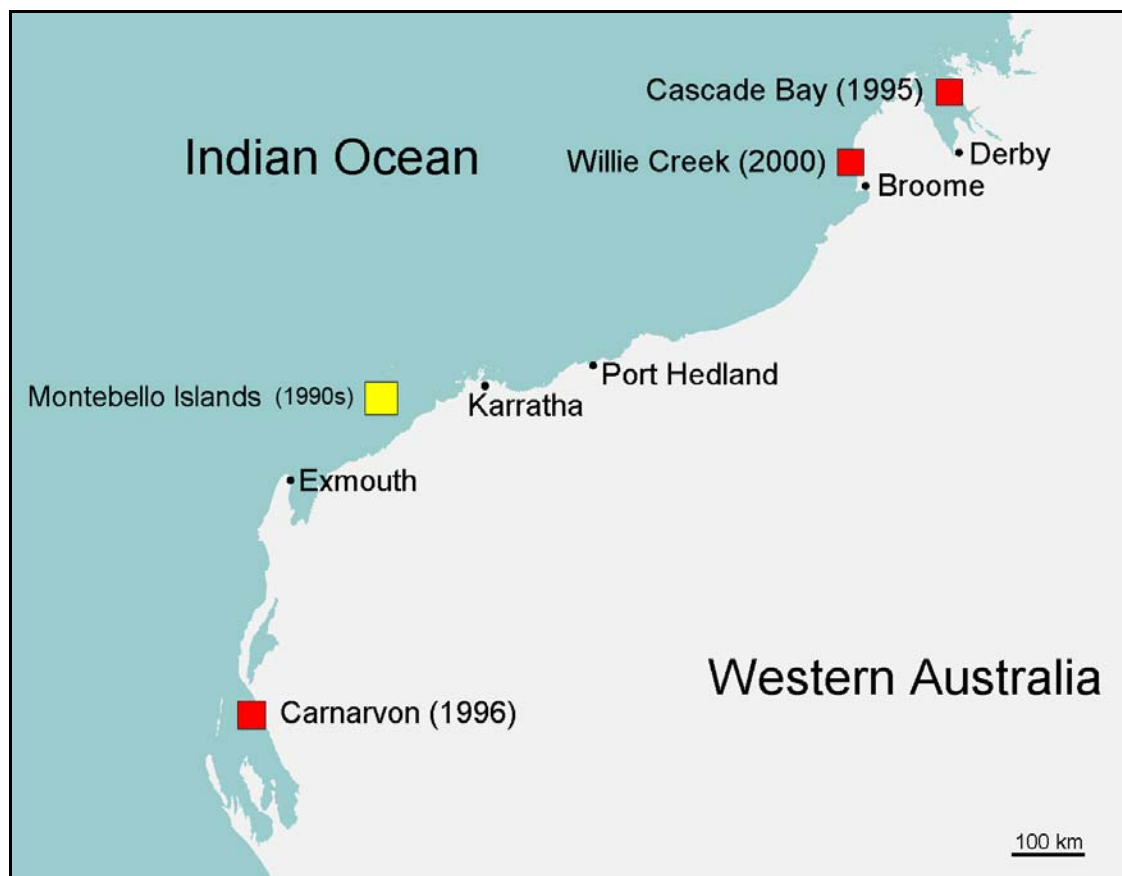 Cascade Bay (1995)
Indian Ocean
Willie Creek (2000)
Derby
Broome
Port Hedland
Montebello Islands (1990s)
Karratha
Exmouth
Western Australia
Carnarvon (1996)
100 km